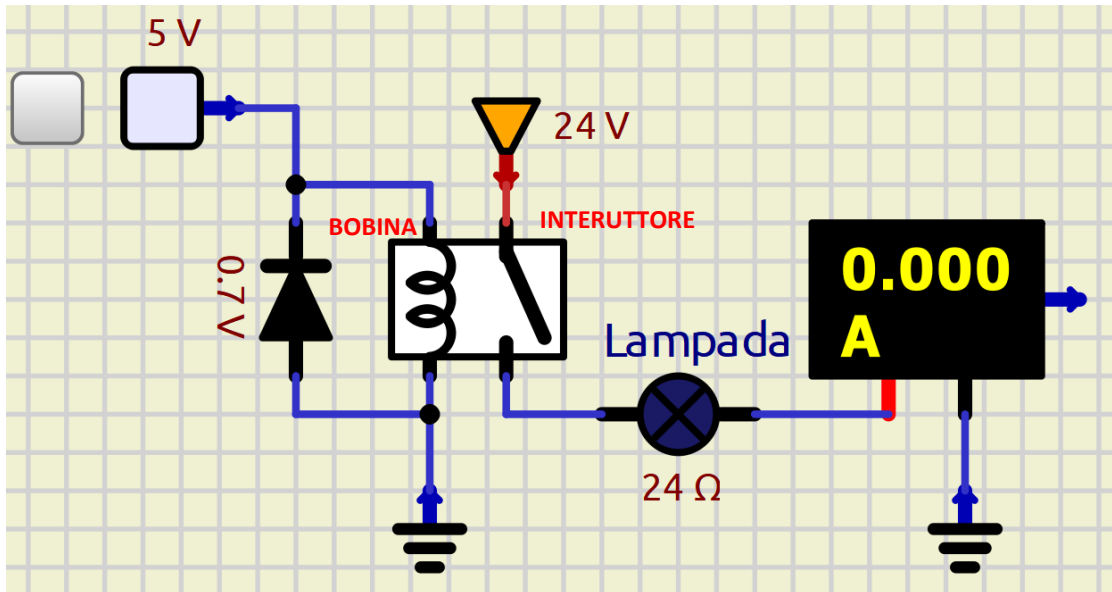 5 V
24 V
BOBINA
INTERUTTORE
0.7 V
0.000
A
Lampada
24 Ω